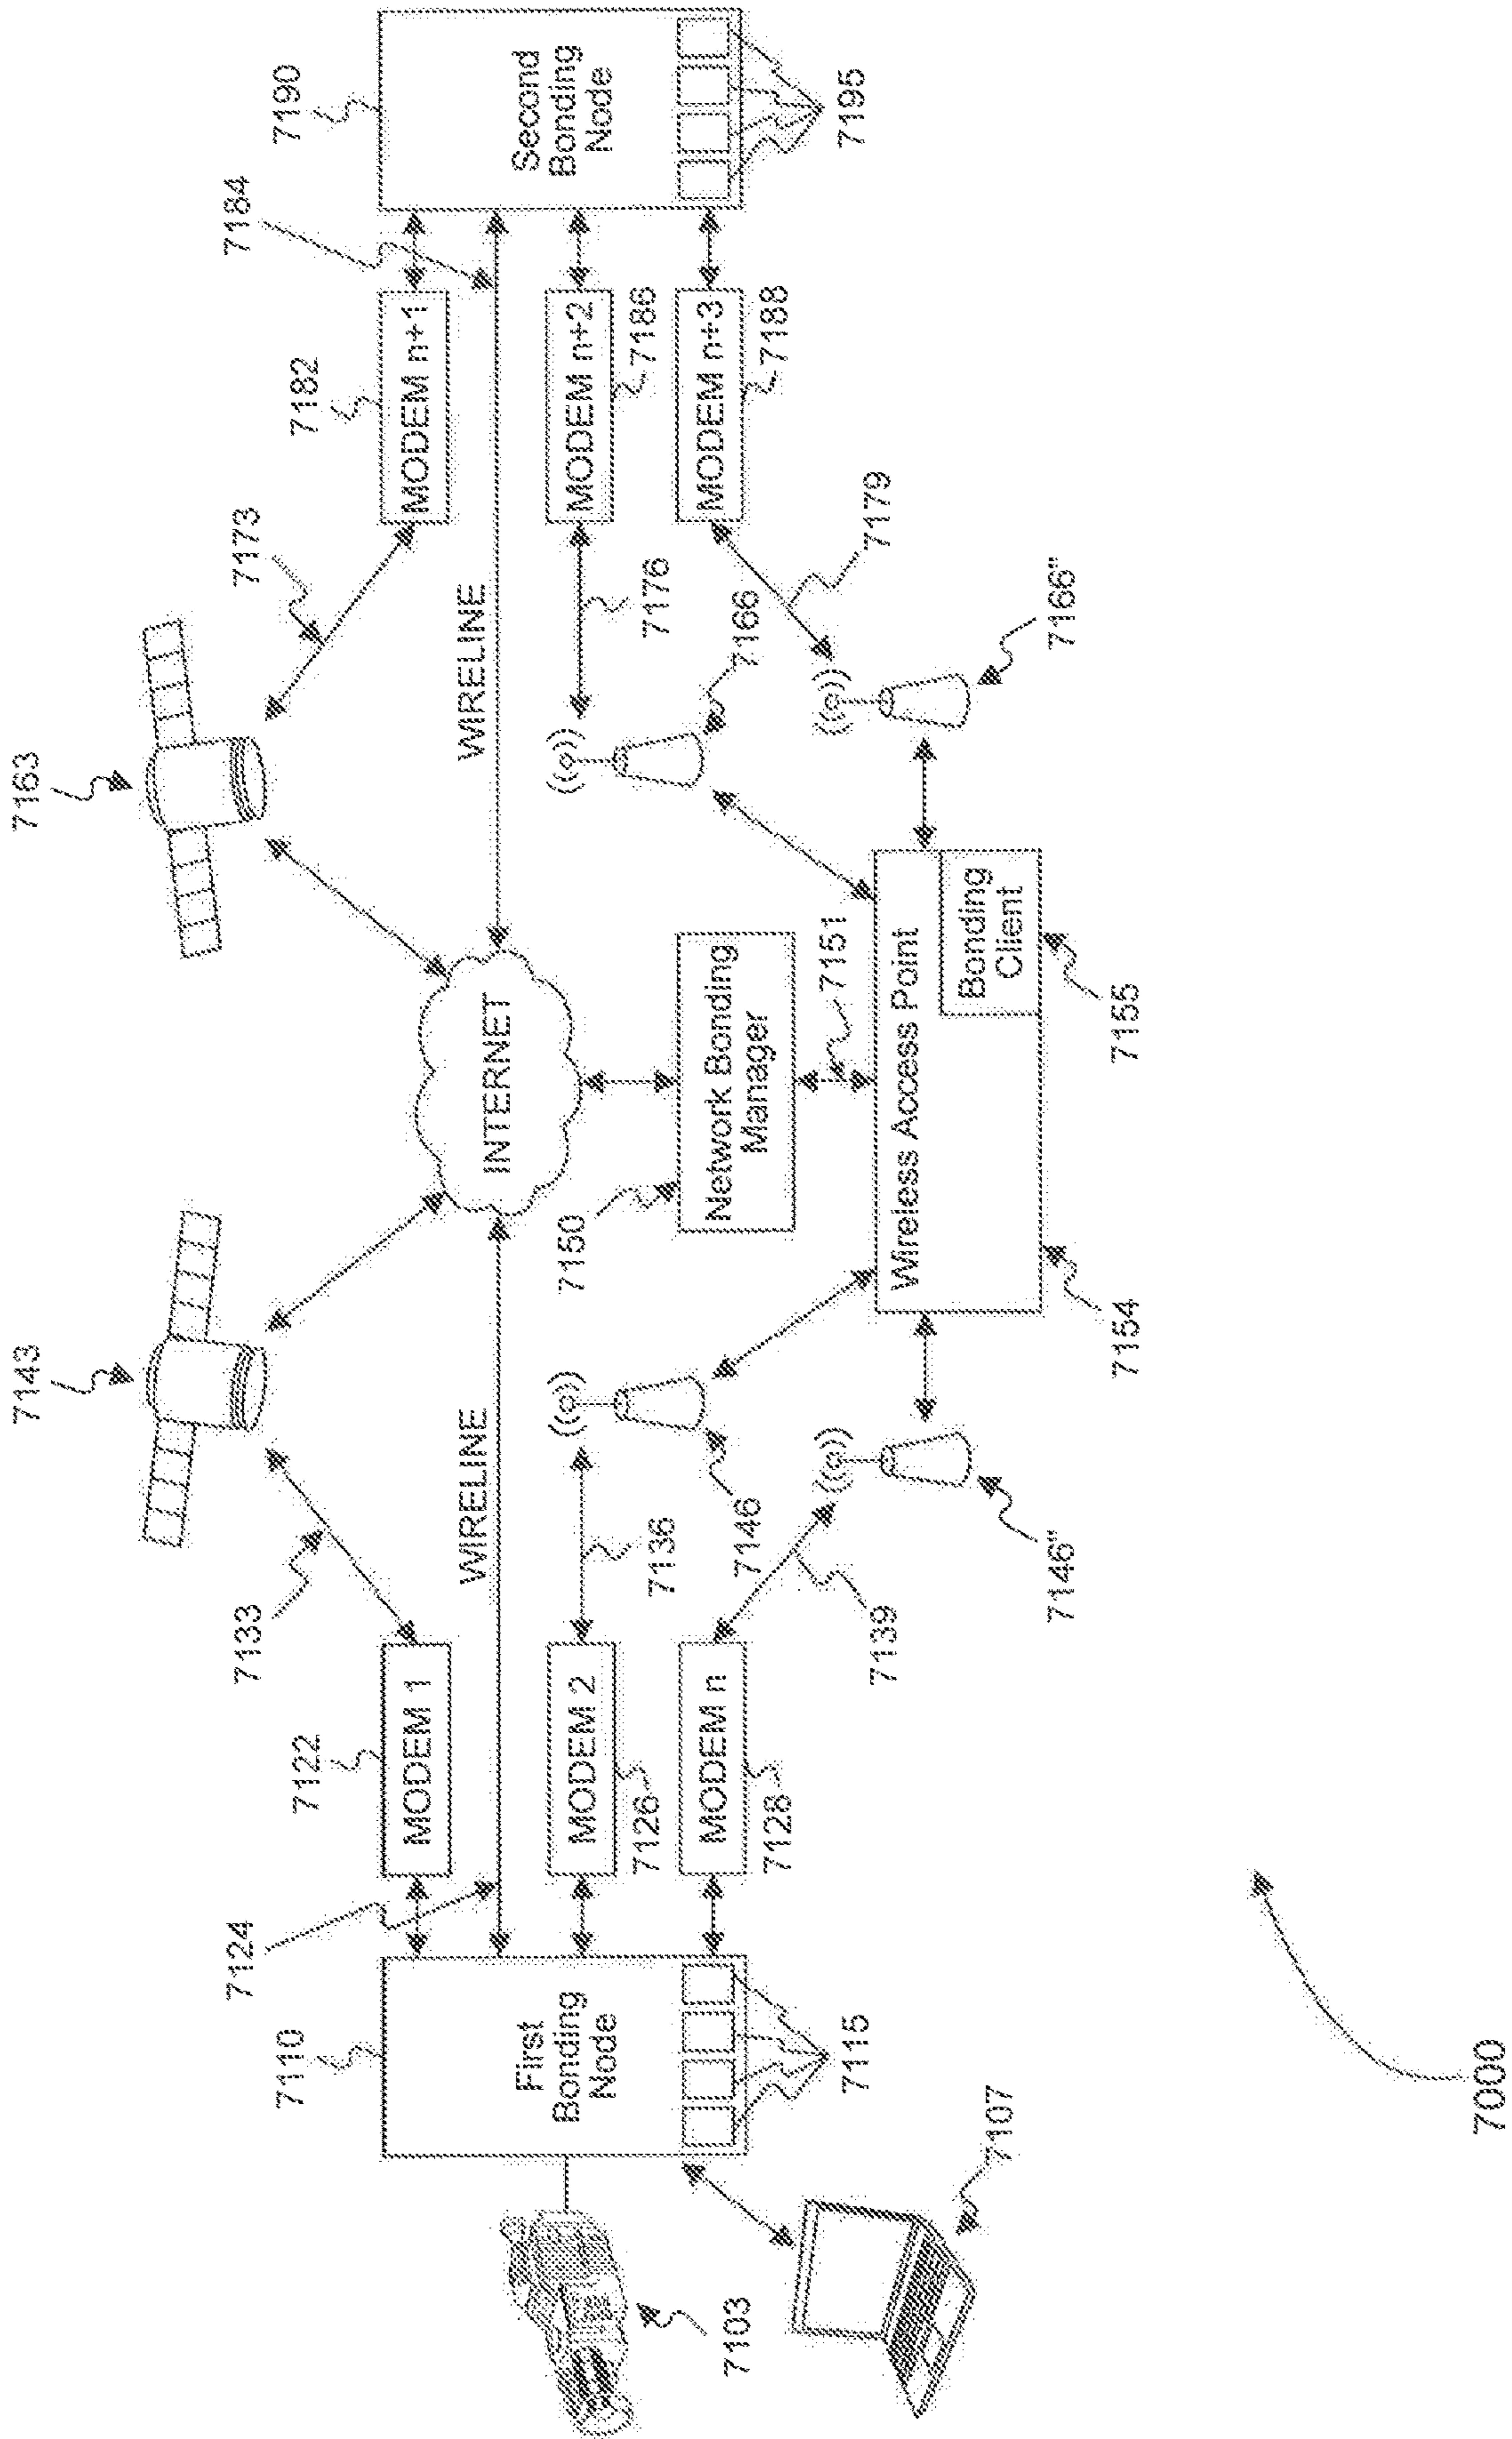 7143
7163
7133
7173
7110
7124
7122
7182
7184
7190
First
Bonding
Node
MODEM 1
WIRELINE
INTERNET
WIRELINE
MODEM n+1
Second
Bonding
Node
MODEM 2
7126
7136
7146
7150
Network Bonding
Manager
7151
7166
7176
MODEM n+2
7186
MODEM n
7128
7139
MODEM n+3
7188
7179
7115
7195
7103
7107
7146"
Wireless Access Point
Bonding
Client
7166"
7154
7155
7000